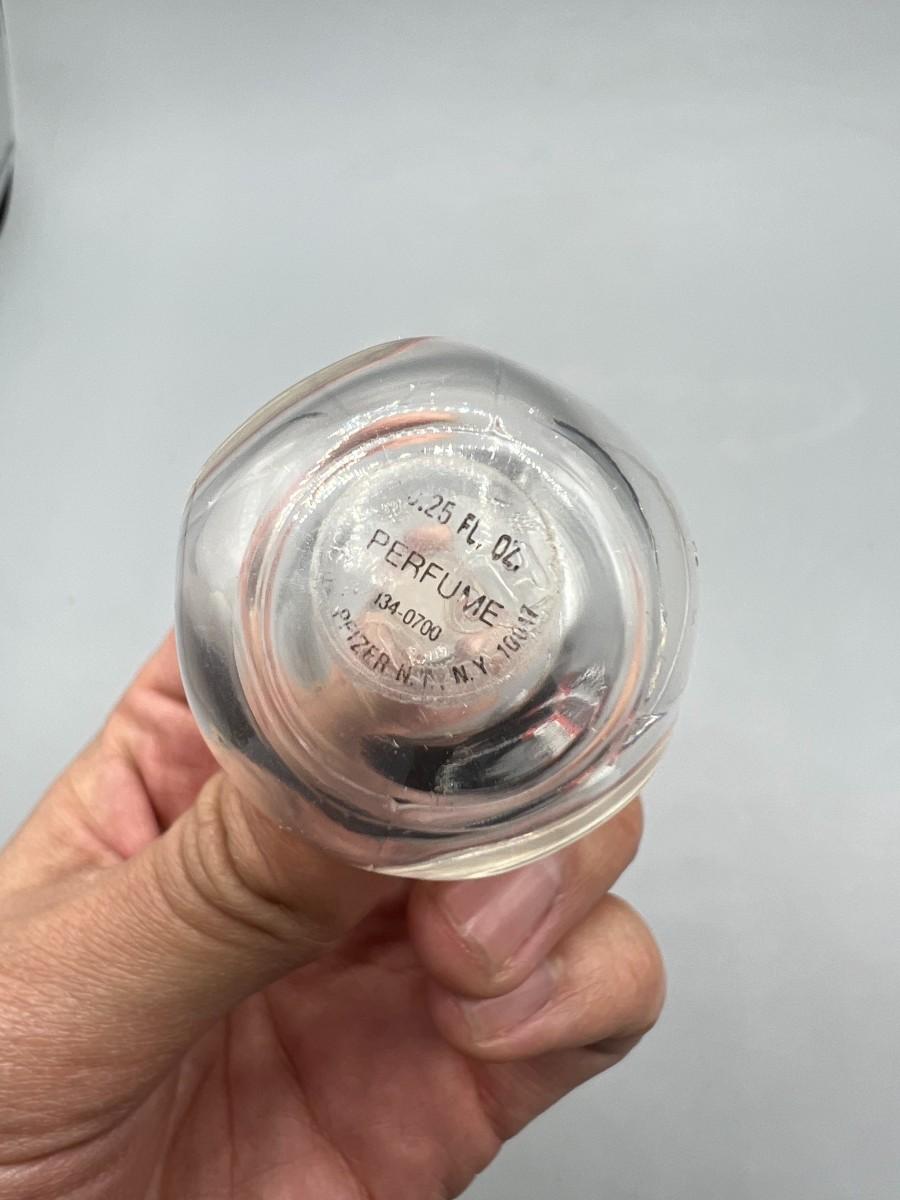 .25 FL. OZ.
PERFUME
134-0700
PFIZER N.Y., N.Y. 10017